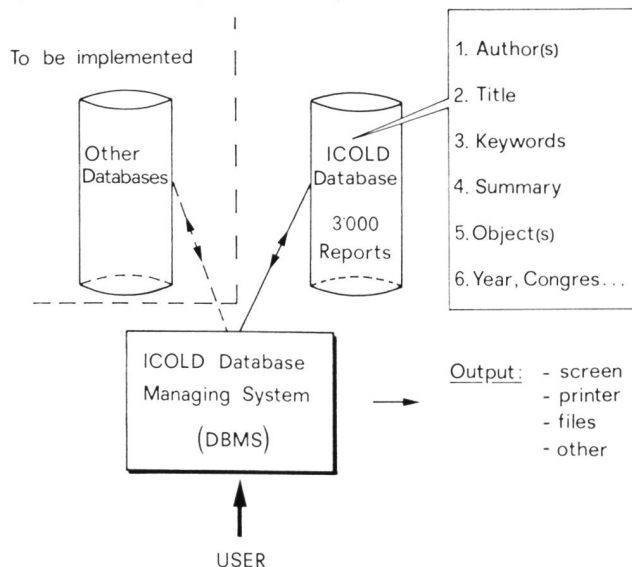 To be implemented
Other
Databases
ICOLD
Database
3'000
Reports
1. Author(s)
2. Title
3. Keywords
4. Summary
5. Object(s)
6. Year, Congres...
ICOLD Database
Managing System
(DBMS)
Output: - screen
- printer
- files
- other
USER